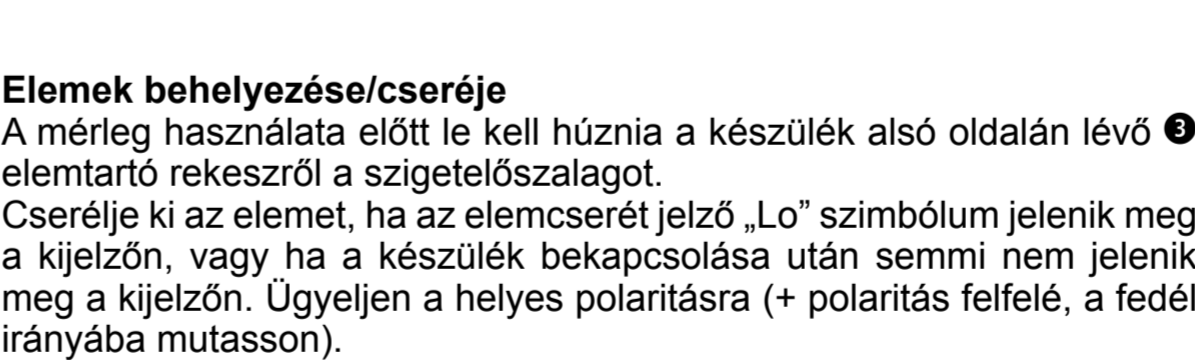 Elemek behelyezése/cseréje
A mérleg használata előtt le kell húznia a készülék alsó oldalán lévő ❸
elemtartó rekeszről a szigetelőszalagot.
Cserélje ki az elemet, ha az elemcserét jelző „Lo” szimbólum jelenik meg
a kijelzőn, vagy ha a készülék bekapcsolása után semmi nem jelenik
meg a kijelzőn. Ügyeljen a helyes polaritásra (+ polaritás felfelé, a fedél
irányába mutasson).